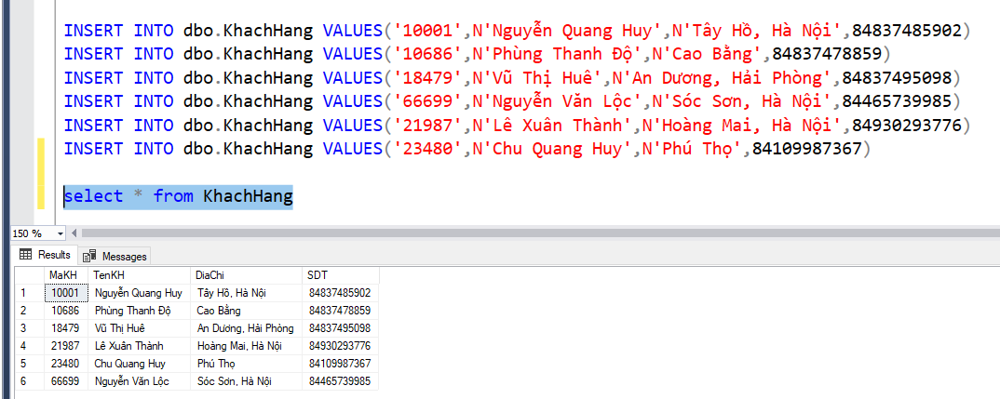 INSERT INTO dbo.KhachHang VALUES('10001',N'Nguyễn Quang Huy',N'Tây Hồ, Hà Nội',84837485902)
INSERT INTO dbo.KhachHang VALUES('10686',N'Phùng Thanh Độ',N'Cao Bằng',84837478859)
INSERT INTO dbo.KhachHang VALUES('18479',N'Vũ Thị Huê',N'An Dương, Hải Phòng',84837495098)
INSERT INTO dbo.KhachHang VALUES('66699',N'Nguyễn Văn Lộc',N'Sóc Sơn, Hà Nội',84465739985)
INSERT INTO dbo.KhachHang VALUES('21987',N'Lê Xuân Thành',N'Hoàng Mai, Hà Nội',84930293776)
INSERT INTO dbo.KhachHang VALUES('23480',N'Chu Quang Huy',N'Phú Thọ',84109987367)
select * from KhachHang
150 %
Results Messages
MaKH TenKH DiaChi SDT
1 10001 Nguyễn Quang Huy Tây Hồ, Hà Nội 84837485902
2 10686 Phùng Thanh Độ Cao Bằng 84837478859
3 18479 Vũ Thị Huê An Dương, Hải Phòng 84837495098
4 21987 Lê Xuân Thành Hoàng Mai, Hà Nội 84930293776
5 23480 Chu Quang Huy Phú Thọ 84109987367
6 66699 Nguyễn Văn Lộc Sóc Sơn, Hà Nội 84465739985